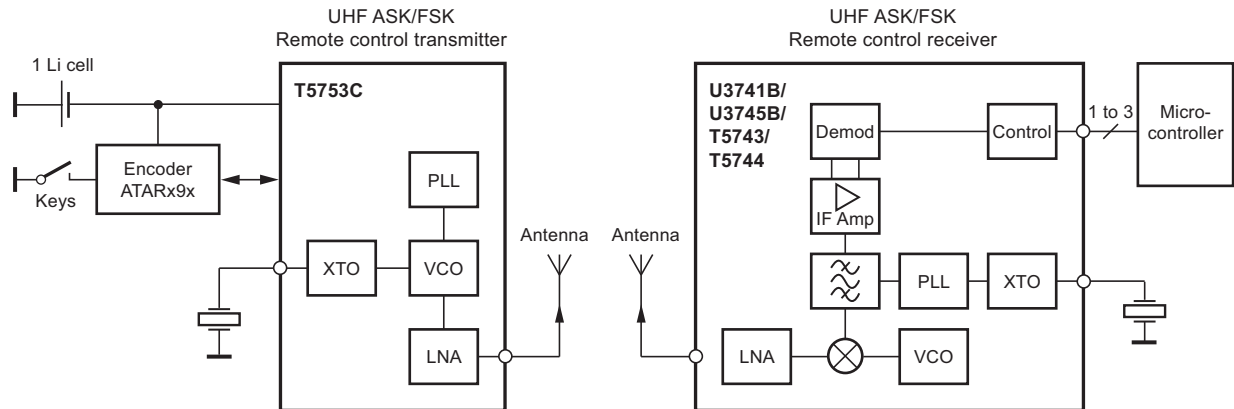 UHF ASK/FSK
Remote control transmitter
1 Li cell
T5753C
Encoder
ATARx9x
Keys
PLL
XTO
VCO
LNA
Antenna
UHF ASK/FSK
Remote control receiver
U3741B/
U3745B/
T5743/
T5744
Demod
Control
1 to 3
Micro-
controller
IF Amp
Antenna
PLL
XTO
LNA
VCO